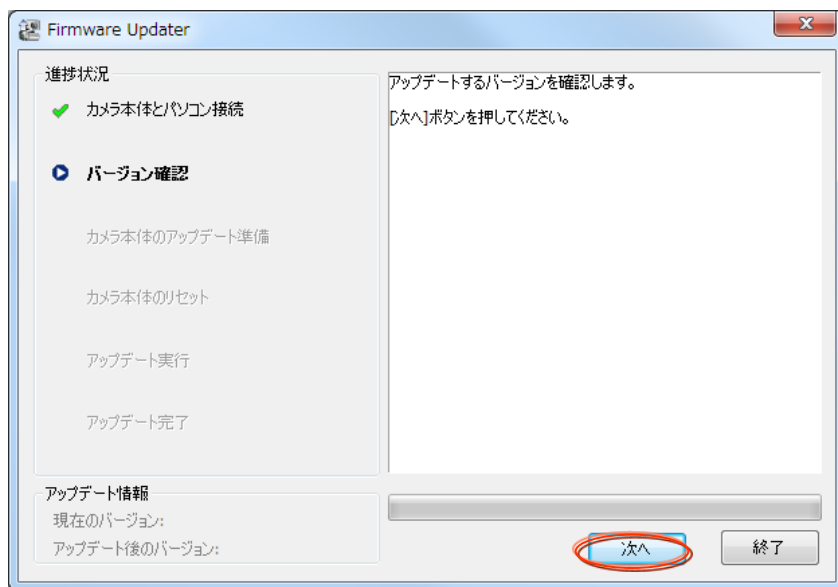 Firmware Updater
進捗状況
カメラ本体とパソコン接続
バージョン確認
カメラ本体のアップデート準備
カメラ本体のリセット
アップデート実行
アップデート完了
アップデートするバージョンを確認します。
[次へ]ボタンを押してください。
アップデート情報
現在のバージョン:
アップデート後のバージョン:
次へ
終了